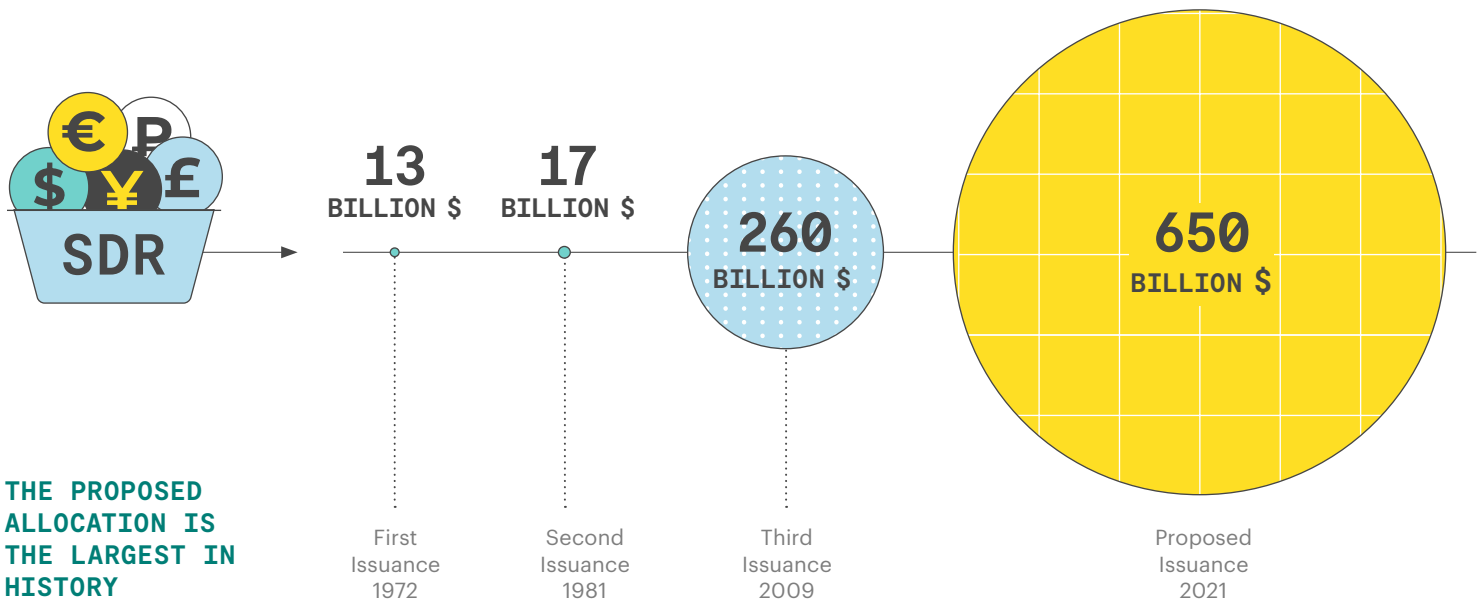 €
₽
$
¥
£
SDR
13
BILLION $
17
BILLION $
260
BILLION $
650
BILLION $
THE PROPOSED
ALLOCATION IS
THE LARGEST IN
HISTORY
First
Issuance
1972
Second
Issuance
1981
Third
Issuance
2009
Proposed
Issuance
2021